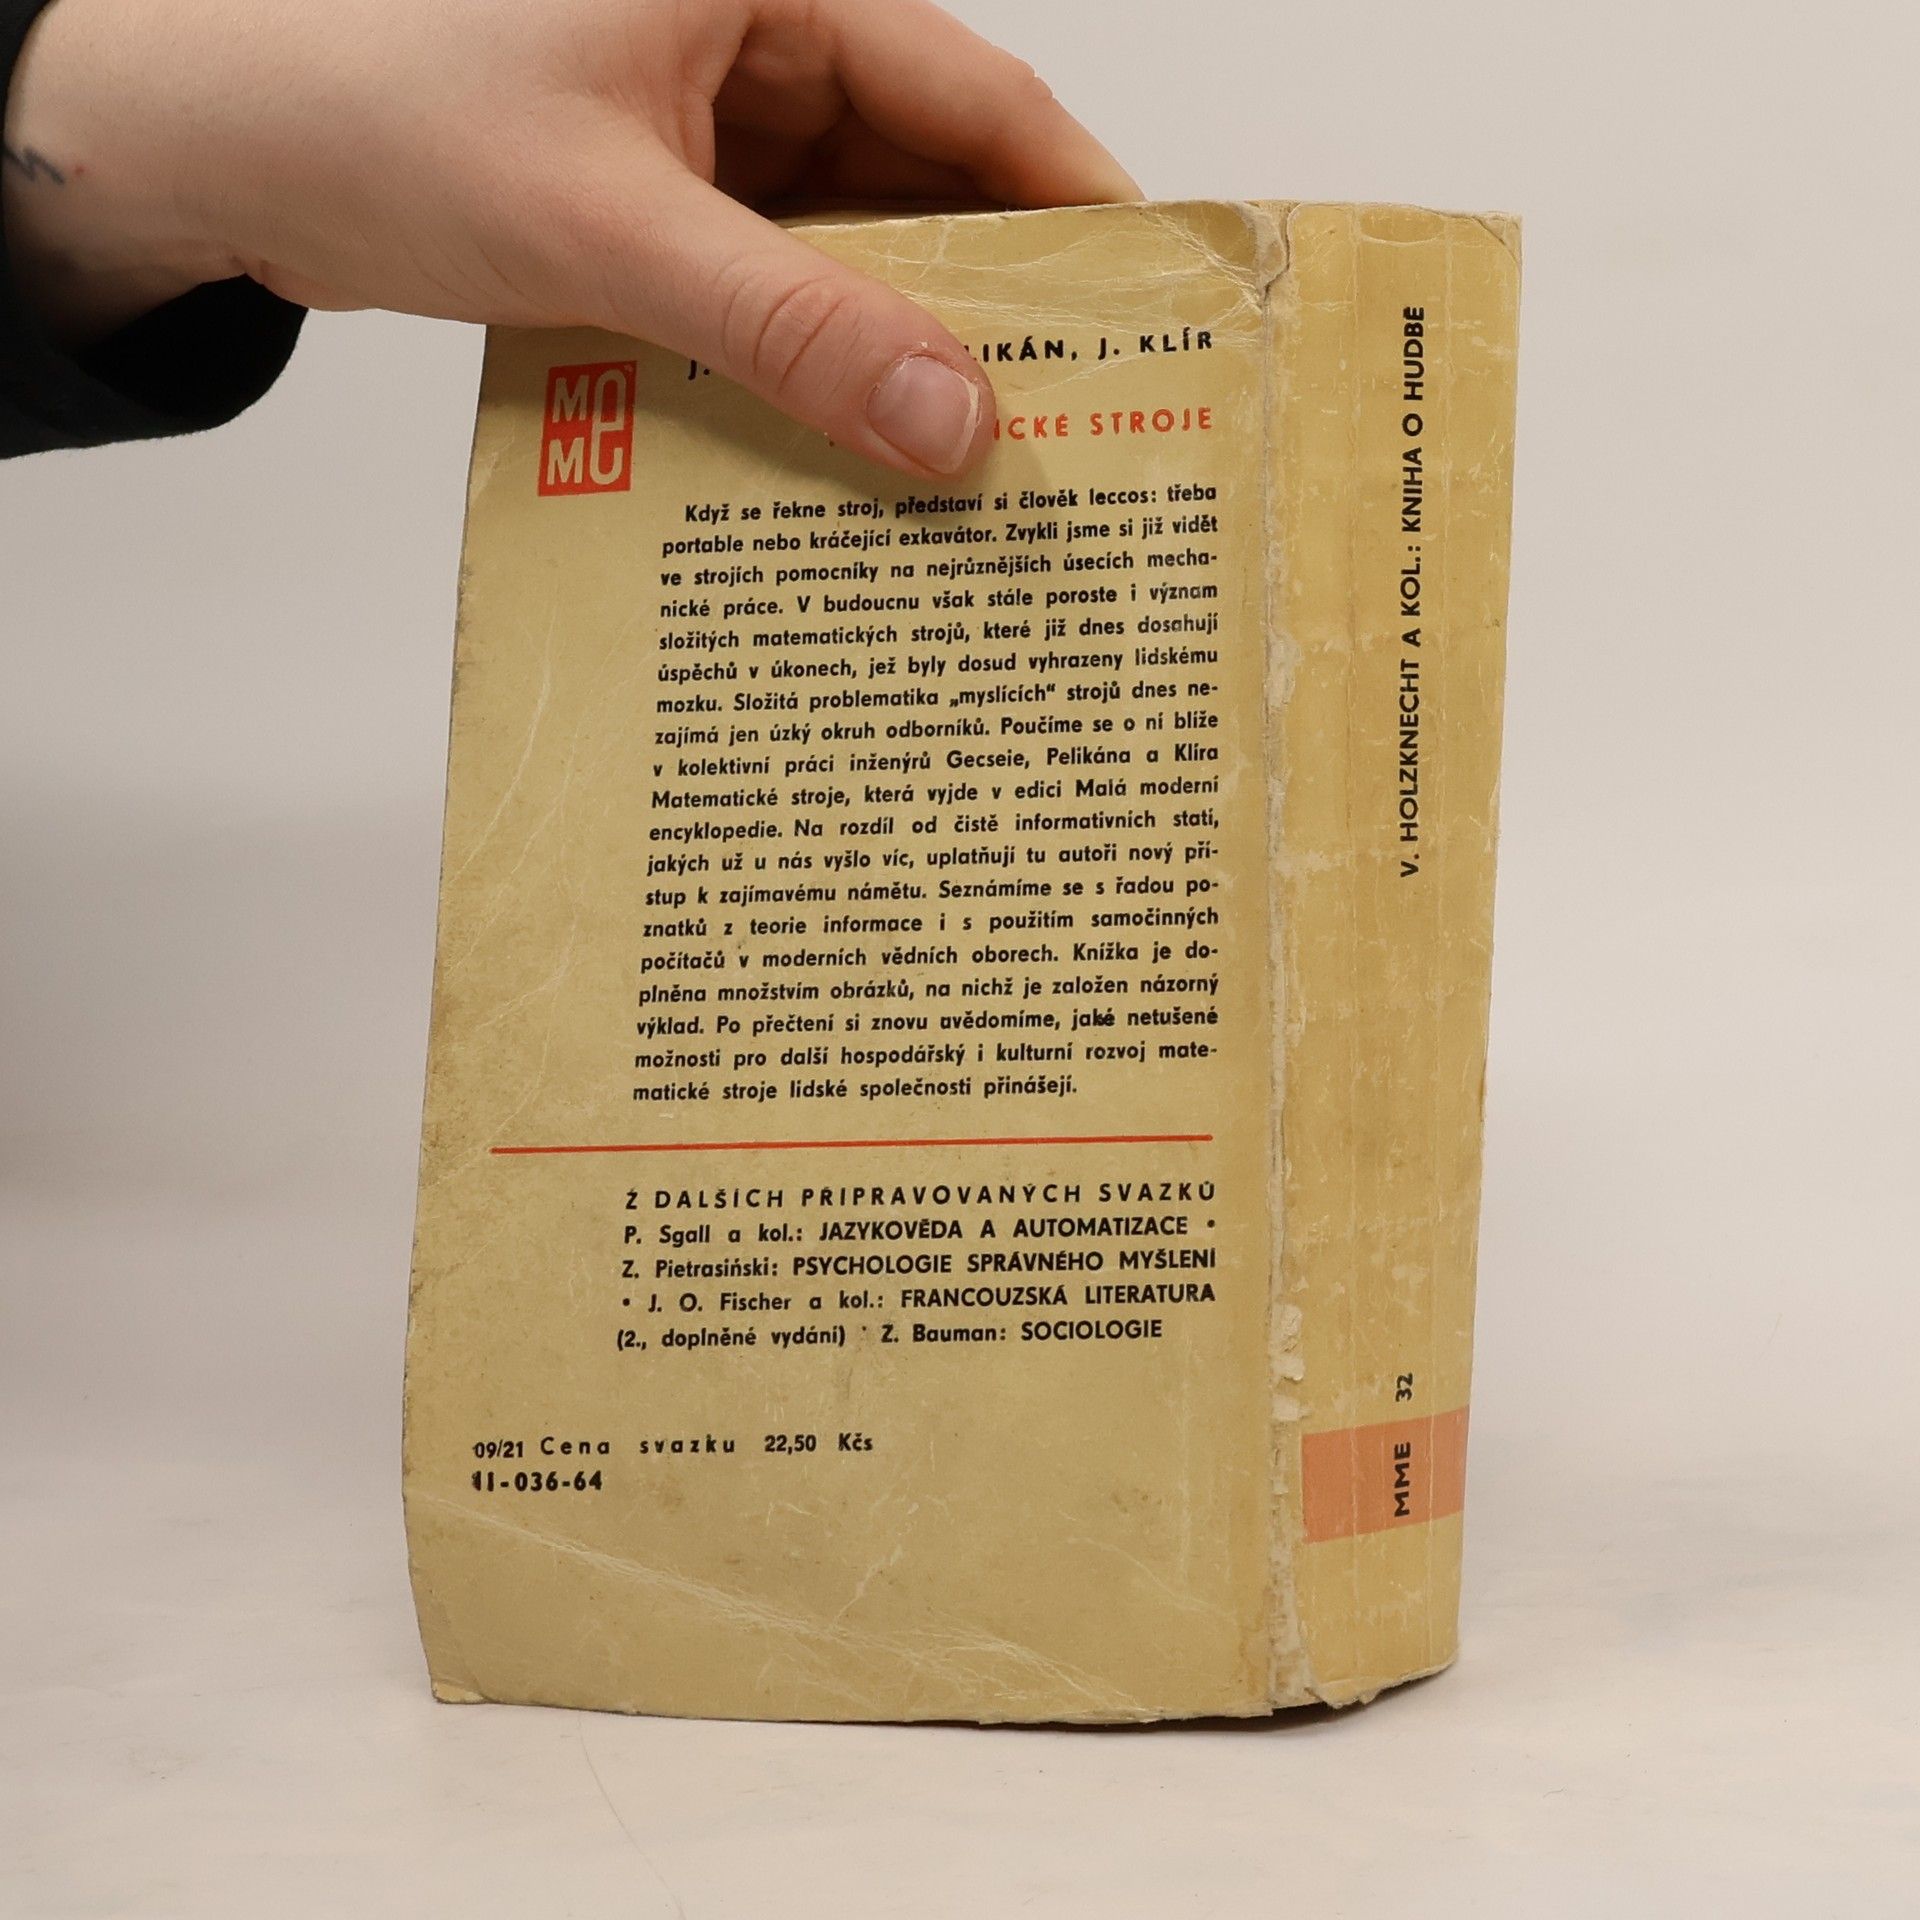 MO
ME
J. LIKÁN, J. KLÍR
ICKÉ STROJE
Když se řekne stroj, představí si člověk leccos: třeba
portable nebo kráčející exkavátor. Zvykli jsme si již vidět
ve strojích pomocníky na nejrůznějších úsecích mecha-
nické práce. V budoucnu však stále poroste i význam
složitých matematických strojů, které již dnes dosahují
úspěchů v úkonech, jež byly dosud vyhrazeny lidskému
mozku. Složitá problematika „myslících“ strojů dnes ne-
zajímá jen úzký okruh odborníků. Poučíme se o ní blíže
v kolektivní práci inženýrů Gecseie, Pelikána a Klíra
Matematické stroje, která vyjde v edici Malá moderní
encyklopedie. Na rozdíl od čistě informativních statí,
jakých už u nás vyšlo víc, uplatňují tu autoři nový pří-
stup k zajímavému námětu. Seznámíme se s řadou po-
znatků z teorie informace i s použitím samočinných
počítačů v moderních vědních oborech. Knížka je do-
plněna množstvím obrázků, na nichž je založen názorný
výklad. Po přečtení si znovu uvědomíme, jaké netušené
možnosti pro další hospodářský i kulturní rozvoj mate-
matické stroje lidské společnosti přinášejí.
Z DALŠÍCH PŘIPRAVOVANÝCH SVAZKŮ
P. Sgall a kol.: JAZYKOVĚDA A AUTOMATIZACE •
Z. Pietrasiński: PSYCHOLOGIE SPRÁVNÉHO MYŠLENÍ
• J. O. Fischer a kol.: FRANCOUZSKÁ LITERATURA
(2., doplněné vydání) • Z. Bauman: SOCIOLOGIE
09/21 Cena svazku 22,50 Kčs
11-036-64
V. HOLZKNECHT A KOL.: KNIHA O HUDBĚ
32
MME